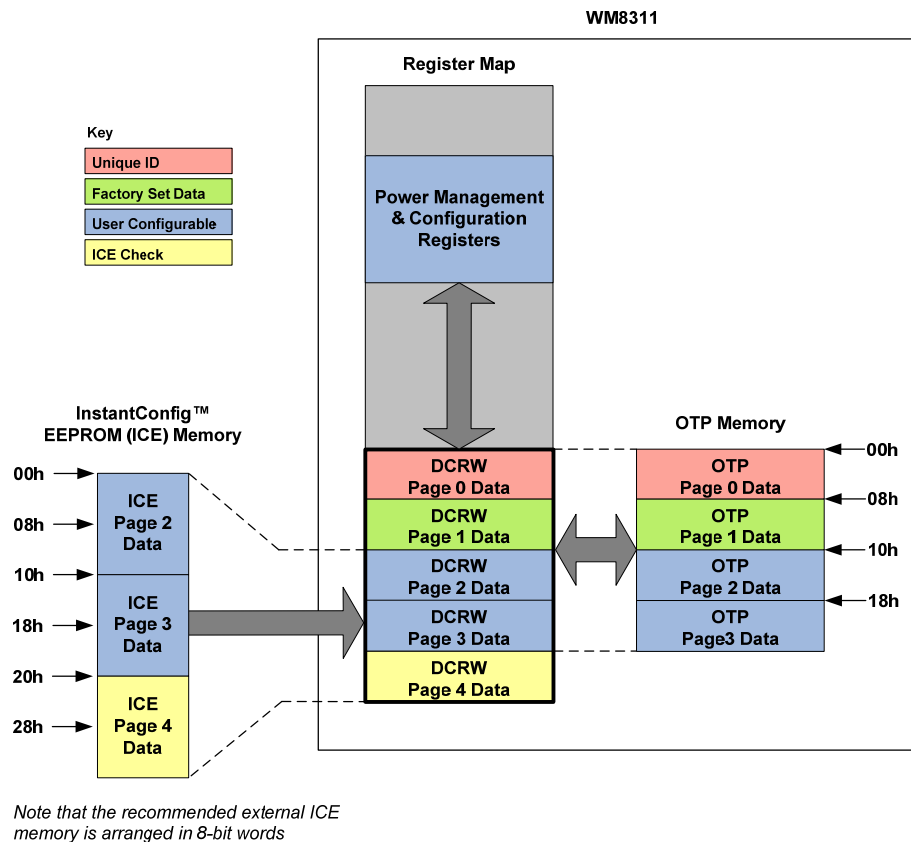 WM8311
Register Map
Key
Unique ID
Factory Set Data
User Configurable
ICE Check
Power Management
& Configuration
Registers
InstantConfig™
EEPROM (ICE) Memory
00h
08h
10h
18h
20h
28h
ICE
Page 2
Data
ICE
Page 3
Data
ICE
Page 4
Data
DCRW
Page 0 Data
DCRW
Page 1 Data
DCRW
Page 2 Data
DCRW
Page 3 Data
DCRW
Page 4 Data
OTP Memory
OTP
Page 0 Data
OTP
Page 1 Data
OTP
Page 2 Data
OTP
Page3 Data
00h
08h
10h
18h
Note that the recommended external ICE
memory is arranged in 8-bit words